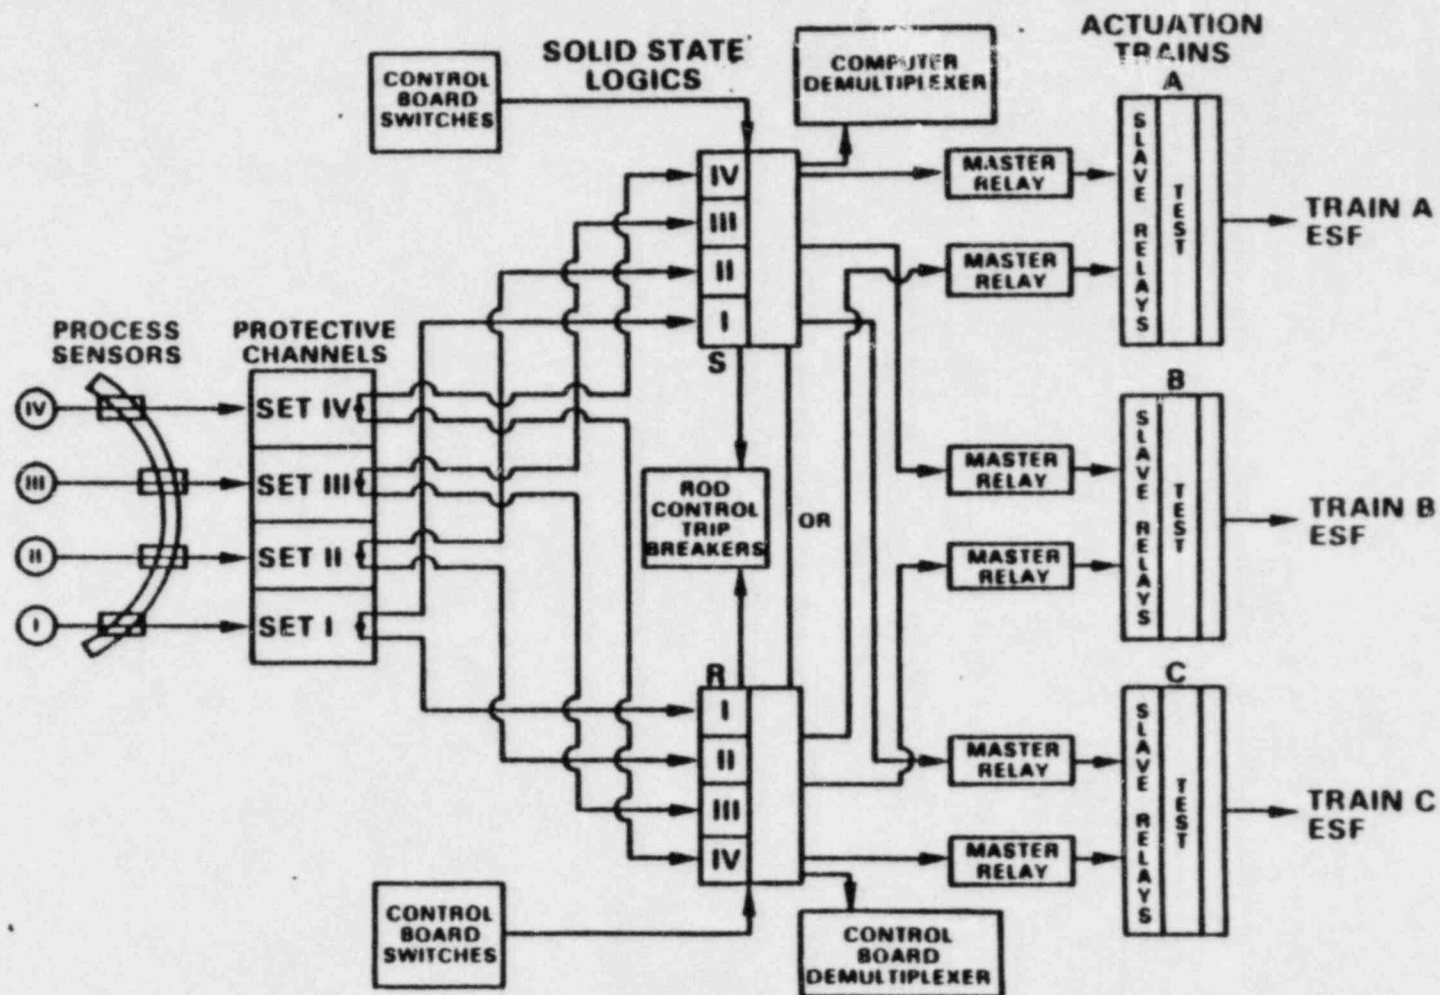 SOLID STATE
LOGICS
ACTUATION
TRAINS
CONTROL
BOARD
SWITCHES
COMPUTER
DEMULTIPLEXER
A
IV
III
II
I
S
MASTER
RELAY
MASTER
RELAY
SLAVE RELAYS
TEST
TRAIN A
ESF
PROCESS
SENSORS
PROTECTIVE
CHANNELS
IV
III
II
I
SET IV
SET III
SET II
SET I
ROD
CONTROL
TRIP
BREAKERS
OR
B
MASTER
RELAY
MASTER
RELAY
SLAVE RELAYS
TEST
TRAIN B
ESF
R
I
II
III
IV
C
MASTER
RELAY
MASTER
RELAY
SLAVE RELAYS
TEST
TRAIN C
ESF
CONTROL
BOARD
SWITCHES
CONTROL
BOARD
DEMULTIPLEXER